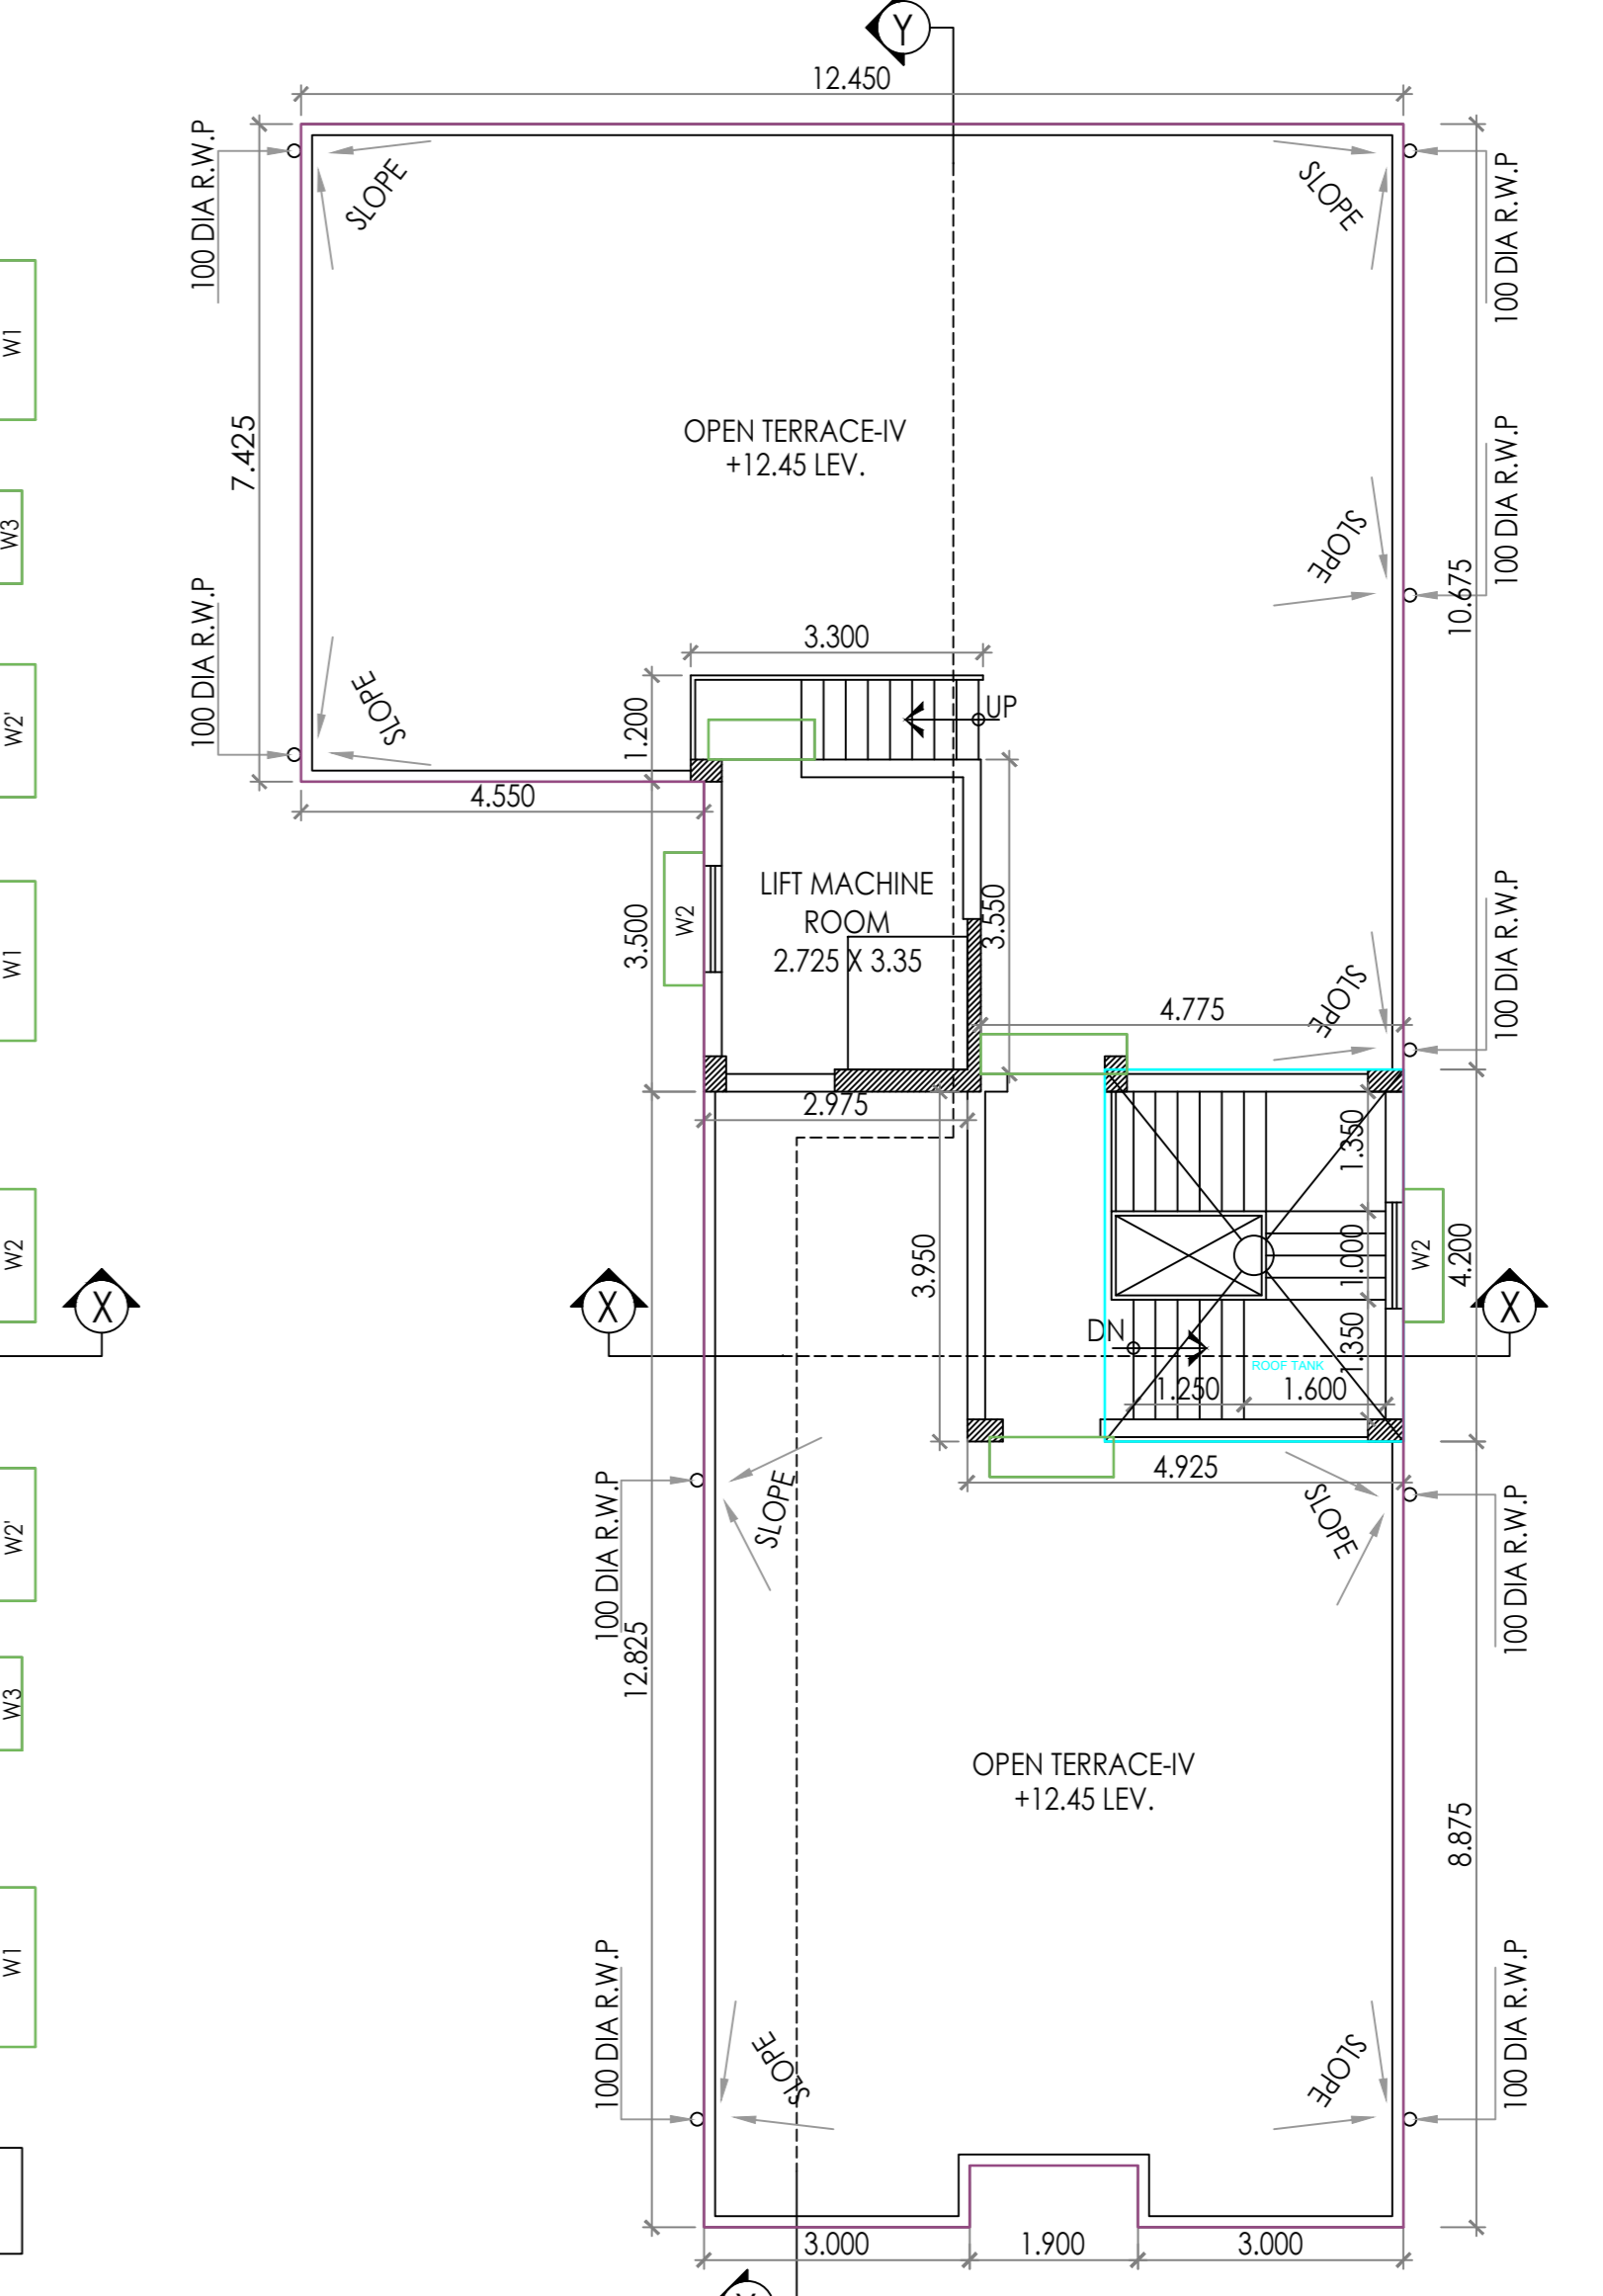 Y
12.450
100 DIA R.W.P
SLOPE
SLOPE
100 DIA R.W.P
W1
7.425
OPEN TERRACE-IV
+12.45 LEV.
100 DIA R.W.P
W3
SLOPE
10.675
100 DIA R.W.P
3.300
W2'
SLOPE
1.200
UP
4.550
LIFT MACHINE
ROOM
2.725 X 3.35
W2
3.500
3.550
W1
100 DIA R.W.P
SLOPE
4.775
2.975
1.350
W2
3.950
1.000
W2
4.200
X
X
X
DN
1.350
ROOF TANK
1.250
1.600
4.925
W2'
100 DIA R.W.P
SLOPE
SLOPE
100 DIA R.W.P
12.825
W3
OPEN TERRACE-IV
+12.45 LEV.
8.875
W1
100 DIA R.W.P
SLOPE
SLOPE
100 DIA R.W.P
3.000
1.900
3.000